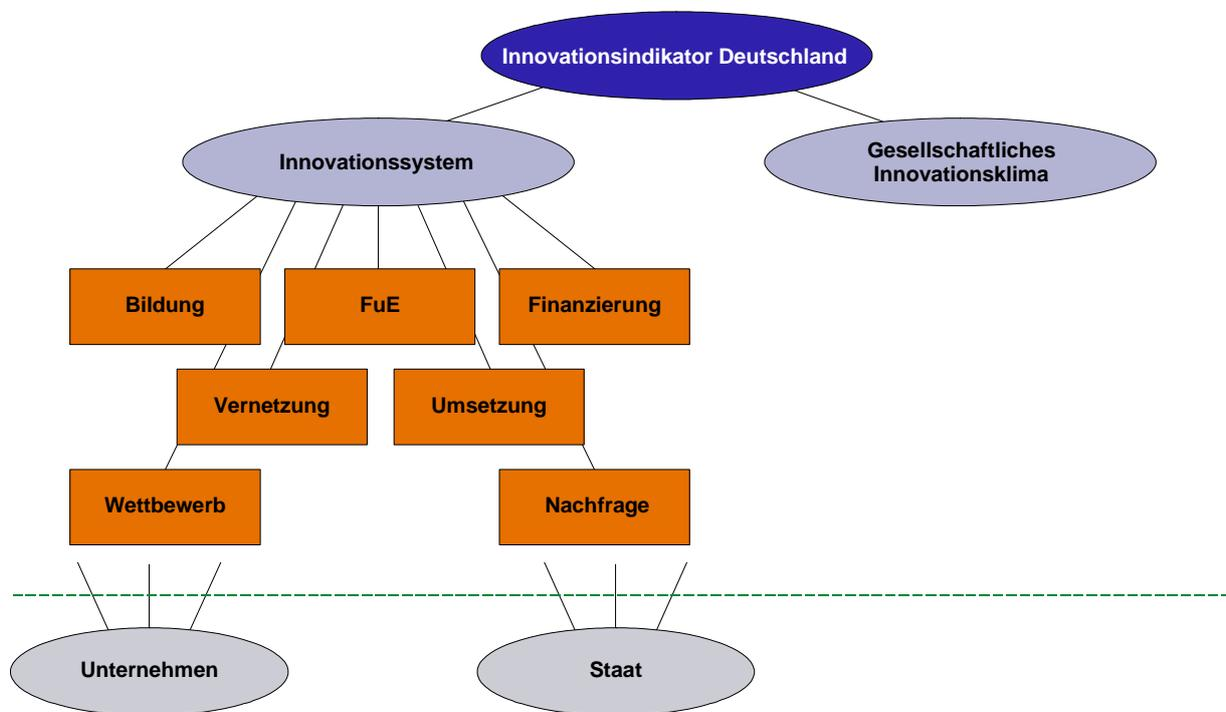 Innovationsindikator Deutschland
Innovationssystem
Gesellschaftliches
Innovationsklima
Bildung
FuE
Finanzierung
Vernetzung
Umsetzung
Wettbewerb
Nachfrage
Unternehmen
Staat